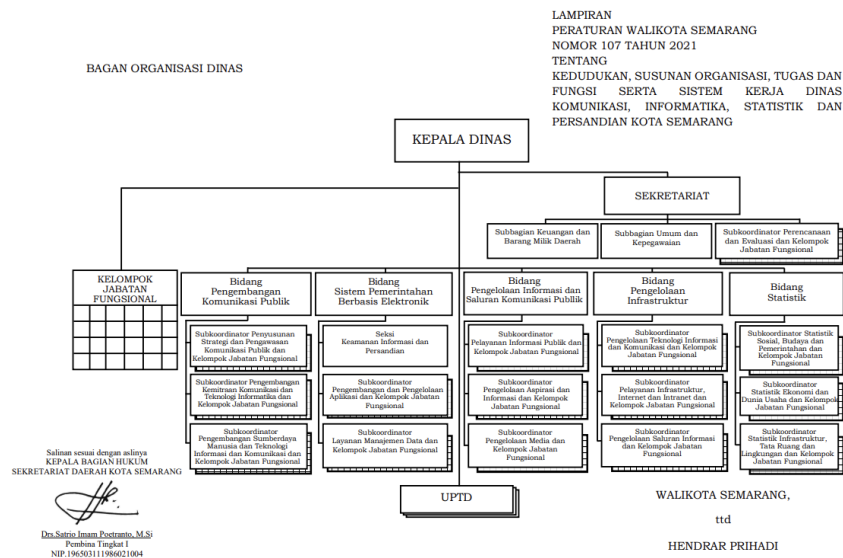 LAMPIRAN
PERATURAN WALIKOTA SEMARANG
NOMOR 107 TAHUN 2021
TENTANG
KEDUDUKAN, SUSUNAN ORGANISASI, TUGAS DAN
FUNGSI SERTA SISTEM KERJA DINAS
KOMUNIKASI, INFORMATIKA, STATISTIK DAN
PERSANDIAN KOTA SEMARANG
BAGAN ORGANISASI DINAS
KEPALA DINAS
SEKRETARIAT
Subbagian Keuangan dan
Barang Milik Daerah
Subbagian Umum dan
Kepegawaian
Subkoordinator Perencanaan
dan Evaluasi dan Kelompok
Jabatan Fungsional
KELOMPOK
JABATAN
FUNGSIONAL
Bidang
Pengembangan
Komunikasi Publik
Bidang
Sistem Pemerintahan
Berbasis Elektronik
Bidang
Pengelolaan Informasi dan
Saluran Komunikasi Publlik
Bidang
Pengelolaan
Infrastruktur
Bidang
Statistik
Subkoordinator Penyusunan
Strategi dan Pengawasan
Komunikasi Publik dan
Kelompok Jabatan Fungsional
Seksi
Keamanan Informasi dan
Persandian
Subkoordinator
Pelayanan Informasi Publik dan
Kelompok Jabatan Fungsional
Subkoordinator
Pengelolaan Teknologi Informasi
dan Komunikasi dan Kelompok
Jabatan Fungsional
Subkoordinator Statistik
Sosial, Budaya dan
Pemerintahan dan
Kelompok Jabatan
Fungsional
Subkoordinator Pengembangan
Kemitraan Komunikasi dan
Teknologi Informatika dan
Kelompok Jabatan Fungsional
Subkoordinator
Pengembangan dan Pengelolaan
Aplikasi dan Kelompok Jabatan
Fungsional
Subkoordinator
Pengelolaan Aspirasi dan
Informasi dan Kelompok
Jabatan Fungsional
Subkoordinator
Pelayanan Infrastruktur,
Internet dan Intranet dan
Kelompok Jabatan Fungsional
Subkoordinator
Statistik Ekonomi dan
Dunia Usaha dan Kelompok
Jabatan Fungsional
Subkoordinator
Pengembangan Sumberdaya
Manusia dan Teknologi
Informasi dan Komunikasi dan
Kelompok Jabatan Fungsional
Subkoordinator
Layanan Manajemen Data dan
Kelompok Jabatan Fungsional
Subkoordinator
Pengelolaan Media dan
Kelompok Jabatan
Fungsional
Subkoordinator
Pengelolaan Saluran Informasi
dan Kelompok Jabatan
Fungsional
Subkoordinator
Statistik Infrastruktur,
Tata Ruang dan
Lingkungan dan Kelompok
Jabatan Fungsional
UPTD
Salinan sesuai dengan aslinya
KEPALA BAGIAN HUKUM
SEKRETARIAT DAERAH KOTA SEMARANG
Drs.Satrio Imam Poetranto, M.Si
Pembina Tingkat I
NIP.196503111986021004
WALIKOTA SEMARANG,
ttd
HENDRAR PRIHADI